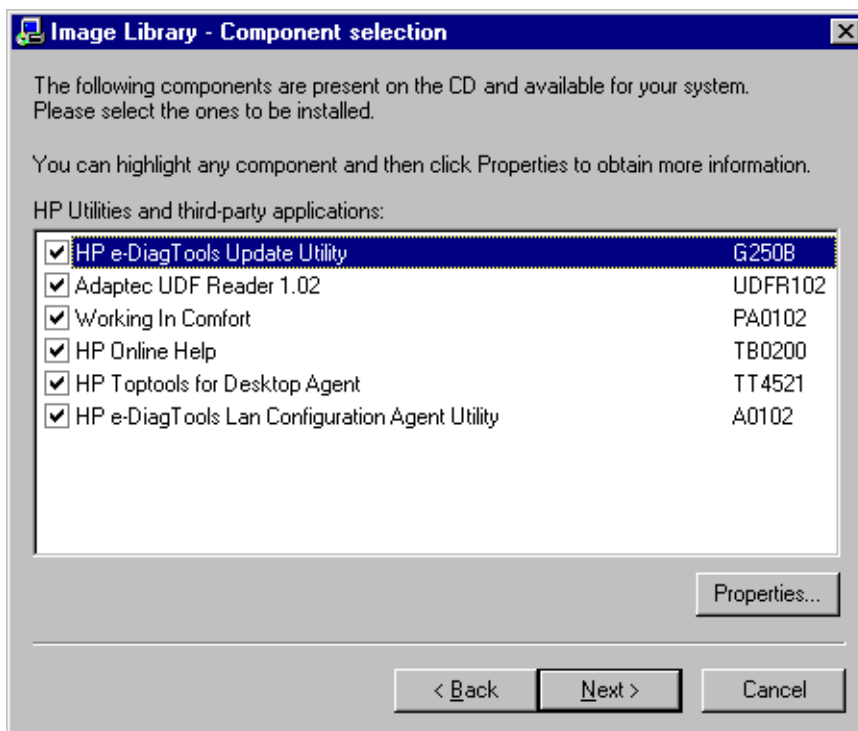 Image Library - Component selection
The following components are present on the CD and available for your system.
Please select the ones to be installed.
You can highlight any component and then click Properties to obtain more information.
HP Utilities and third-party applications:
HP e-DiagTools Update Utility G250B
Adaptec UDF Reader 1.02 UDFR102
Working In Comfort PA0102
HP Online Help TB0200
HP Toptools for Desktop Agent TT4521
HP e-DiagTools Lan Configuration Agent Utility A0102
Properties...
< Back Next > Cancel